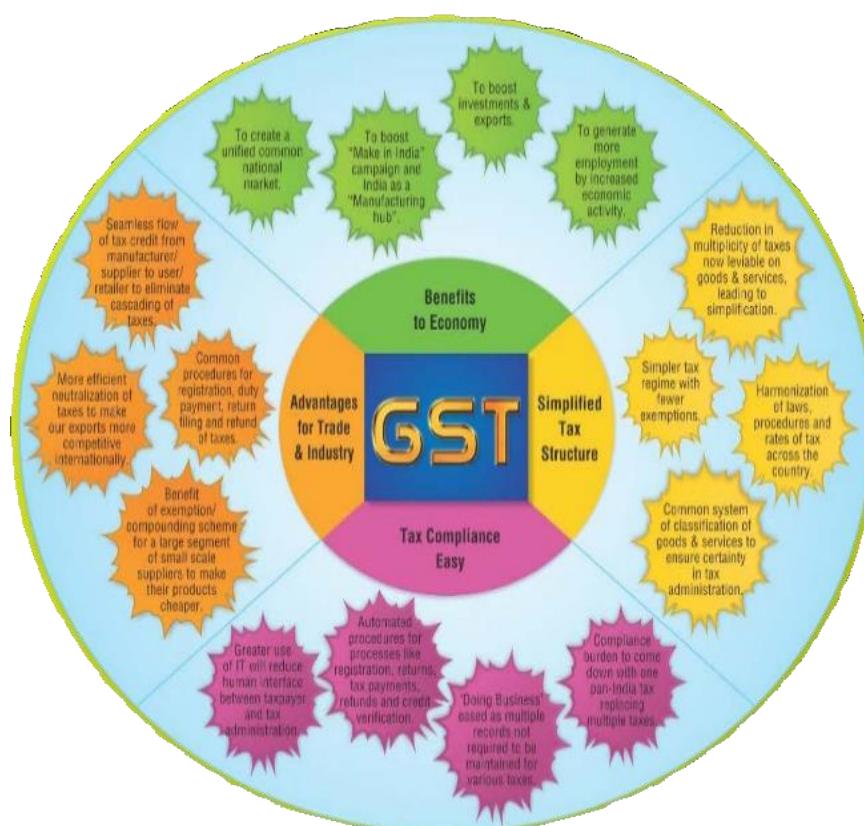 To boost
investments &
exports.
To create a
unified common
national
market.
To boost
"Make in India"
campaign and
India as a
"Manufacturing
hub".
To generate
more
employment
by increased
economic
activity.
Seamless flow
of tax credit from
manufacturer/
supplier to user/
retailer to eliminate
cascading of
taxes.
More efficient
neutralization of
taxes to make
our exports more
competitive
internationally.
Common
procedures for
registration, duty
payment, return
filing and refund
of taxes.
Benefit
of exemption/
compounding scheme
for a large segment
of small scale
suppliers to make
their products
cheaper.
Benefits
to Economy
Advantages
for Trade
& Industry
GST
Simplified
Tax
Structure
Tax Compliance
Easy
Reduction in
multiplicity of taxes
now leviable on
goods & services,
leading to
simplification.
Simpler tax
regime with
fewer
exemptions.
Harmonization
of laws,
procedures and
rates of tax
across the
country.
Common system
of classification of
goods & services to
ensure certainty
in tax
administration.
Greater use
of IT will reduce
human interface
between taxpayer
and tax
administration.
Automated
procedures for
processes like
registration, returns,
tax payments,
refunds and credit
verification.
'Doing Business'
eased as multiple
records not
required to be
maintained for
various taxes.
Compliance
burden to come
down with one
pan-India tax
replacing
multiple taxes.